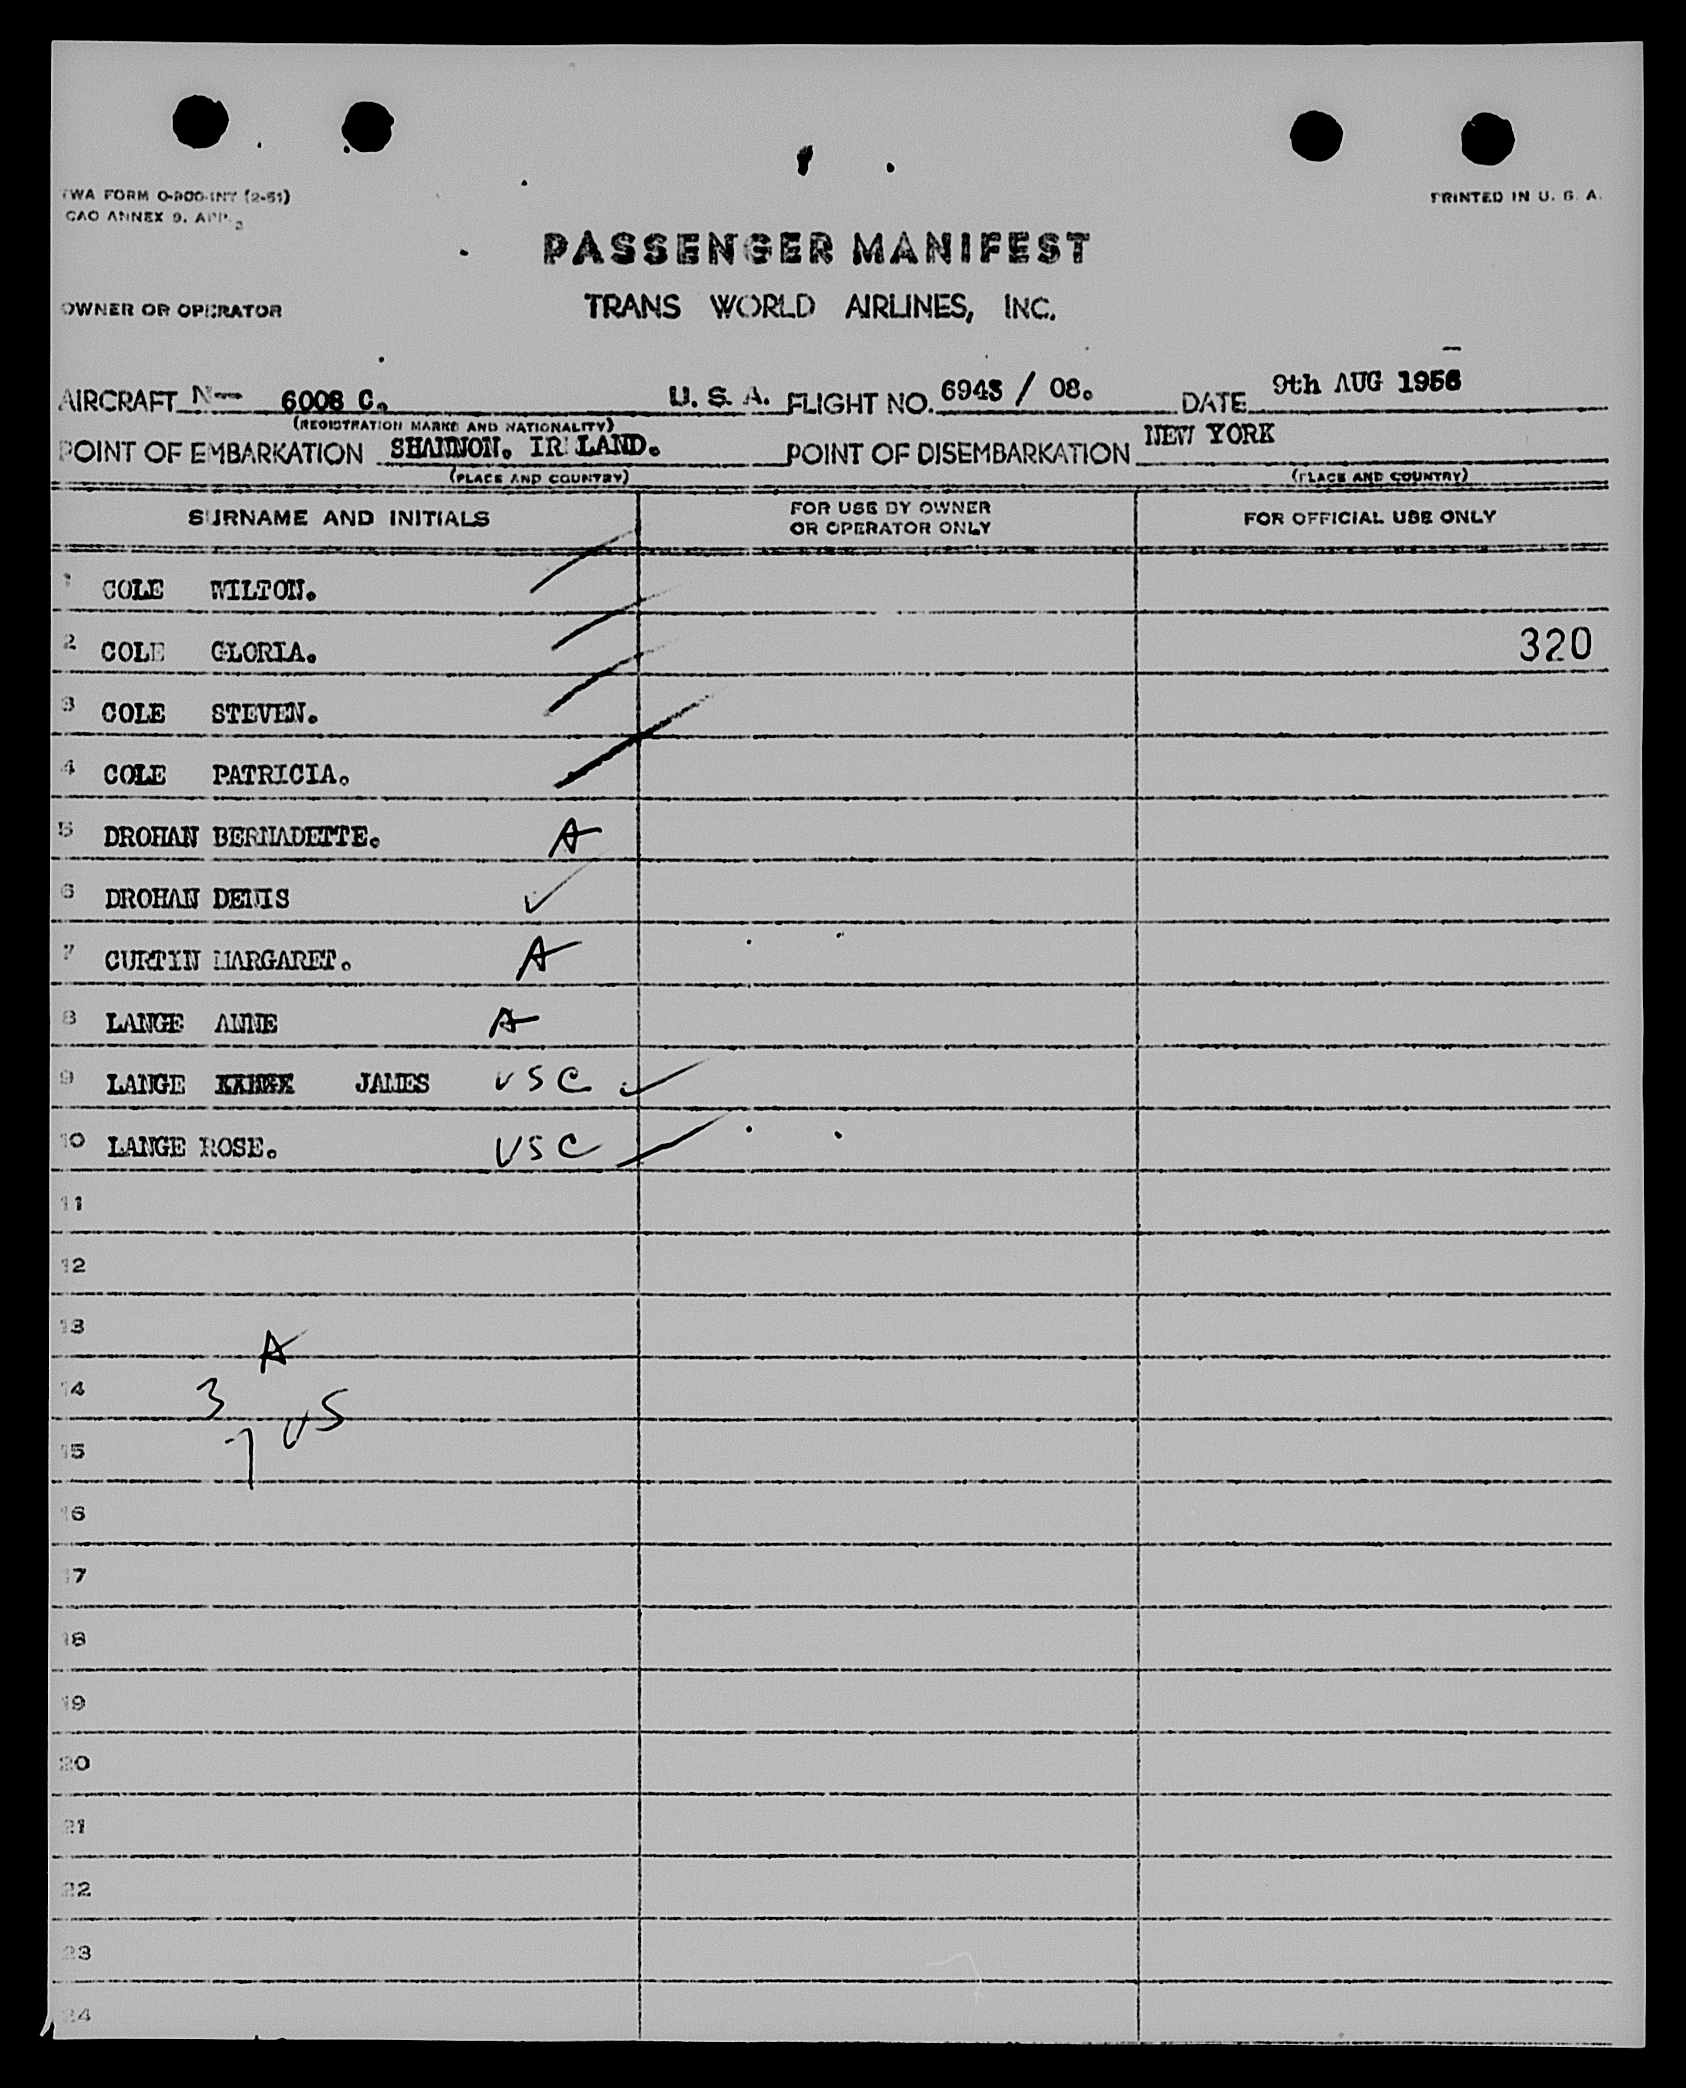 TWA FORM O-900-INT (2-51)
PRINTED IN U. S. A.
ICAO ANNEX 9. APP. 3
PASSENGER MANIFEST
OWNER OR OPERATOR TRANS WORLD AIRLINES, INC.
AIRCRAFT N- 6008 C. U. S. A. FLIGHT NO. 6943 / 08. DATE 9th AUG 1956
(REGISTRATION MARKS AND NATIONALITY)
POINT OF EMBARKATION SHANNON. IRELAND. POINT OF DISEMBARKATION NEW YORK
(PLACE AND COUNTRY) (PLACE AND COUNTRY)
SURNAME AND INITIALS FOR USE BY OWNER OR OPERATOR ONLY FOR OFFICIAL USE ONLY
1 COLE WILTON.
2 COLE GLORIA. 320
3 COLE STEVEN.
4 COLE PATRICIA.
5 DROHAN BERNADETTE. A
6 DROHAN DENIS ✓
7 CURTIN MARGARET. A
8 LANGE ANNE A
9 LANGE JAMES USC ✓
10 LANGE ROSE. USC
11
12
13
A
14 3
US
15 7
16
17
18
19
20
21
22
23
24